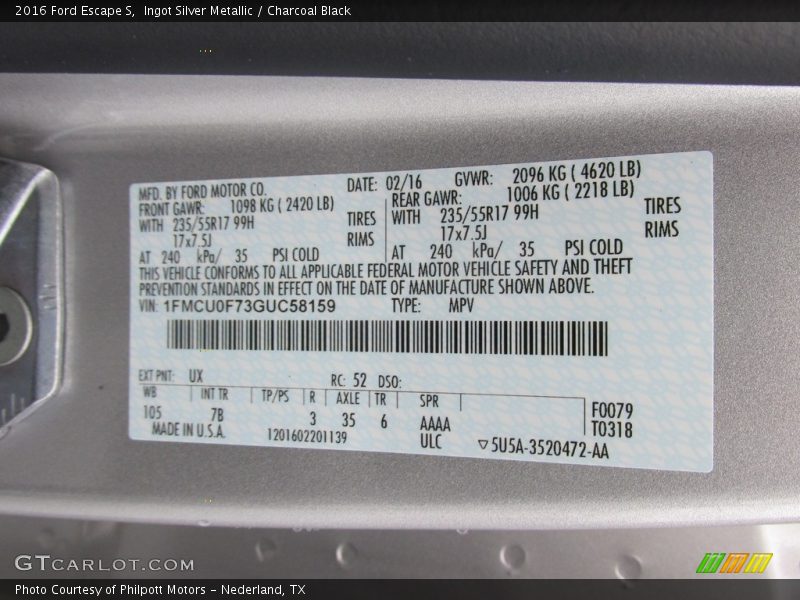 2016 Ford Escape S,  Ingot Silver Metallic / Charcoal Black
MFD. BY FORD MOTOR CO. DATE: 02/16 GVWR: 2096 KG ( 4620 LB)
FRONT GAWR: 1098 KG ( 2420 LB) REAR GAWR: 1006 KG ( 2218 LB)
WITH 235/55R17 99H TIRES WITH 235/55R17 99H TIRES
17x7.5J RIMS 17x7.5J RIMS
AT 240 kPa/ 35 PSI COLD AT 240 kPa/ 35 PSI COLD
THIS VEHICLE CONFORMS TO ALL APPLICABLE FEDERAL MOTOR VEHICLE SAFETY AND THEFT
PREVENTION STANDARDS IN EFFECT ON THE DATE OF MANUFACTURE SHOWN ABOVE.
VIN: 1FMCU0F73GUC58159 TYPE: MPV
EXT PNT: UX RC: 52 DSO:
WB INT TR TP/PS R AXLE TR SPR
105 7B 3 35 6 AAAA F0079
MADE IN U.S.A. 1201602201139 ULC T0318
▽5U5A-3520472-AA
GTCARLOT.COM
Photo Courtesy of Philpott Motors - Nederland, TX